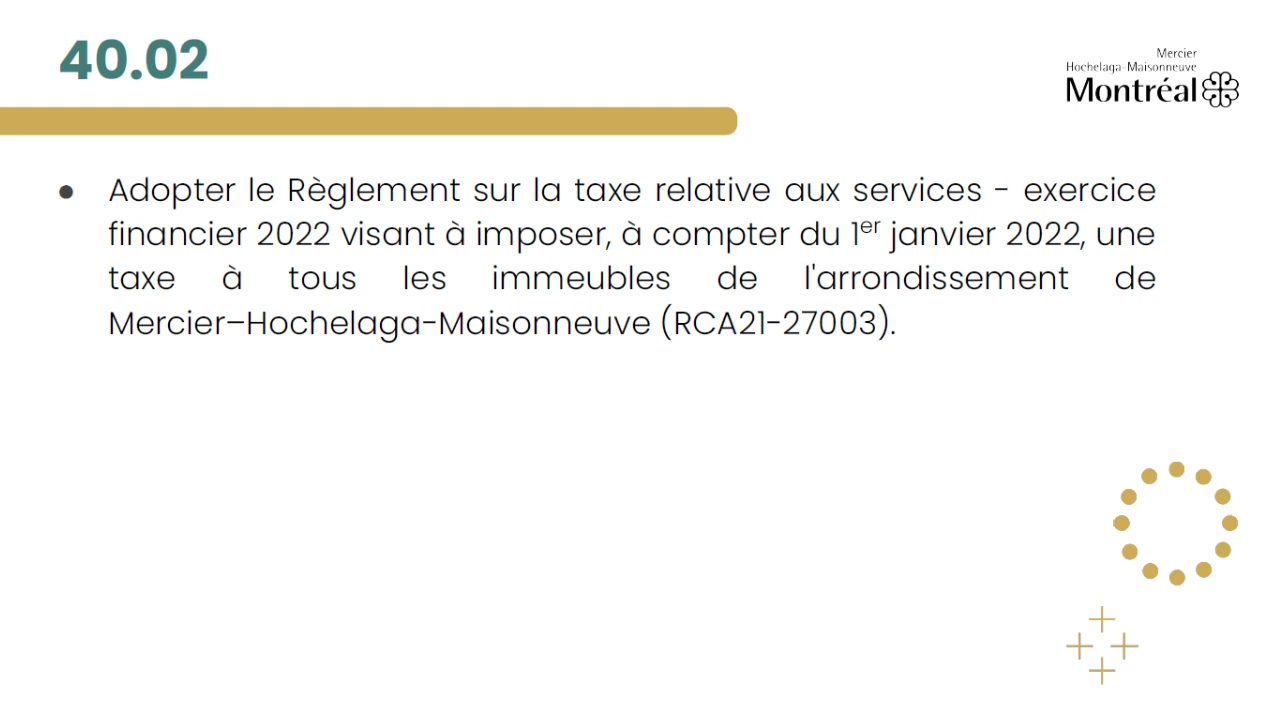 40.02
Mercier
Hochelaga-Maisonneuve
Montréal
● Adopter le Règlement sur la taxe relative aux services - exercice
financier 2022 visant à imposer, à compter du 1er janvier 2022, une
taxe à tous les immeubles de l'arrondissement de
Mercier–Hochelaga-Maisonneuve (RCA21-27003).